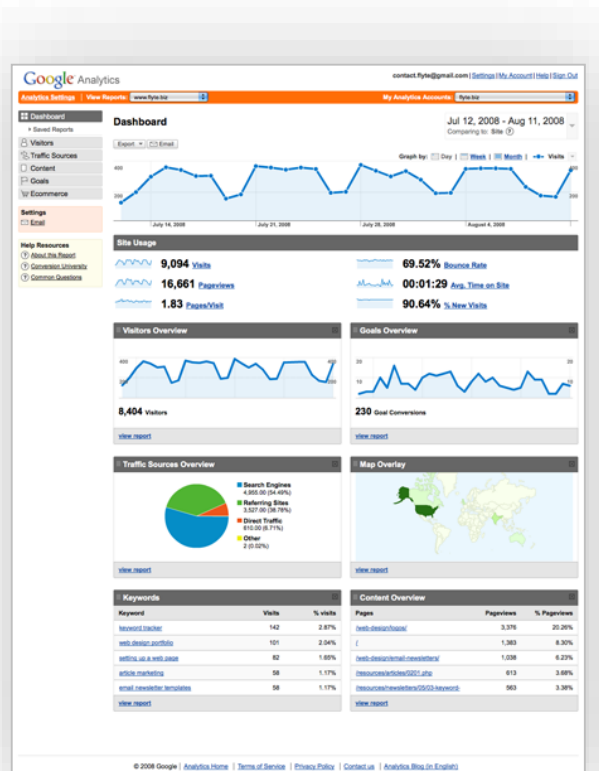 Google Analytics
contact.flyte@gmail.com | Settings | My Account | Help | Sign Out
Analytics Settings | View Reports: www.flyte.biz
My Analytics Accounts: flyte.biz
Dashboard
Saved Reports
Visitors
Traffic Sources
Content
Goals
Ecommerce
Settings
Email
Help Resources
About this Report
Conversion University
Common Questions
Dashboard
Jul 12, 2008 - Aug 11, 2008
Comparing to: Site
Export
Email
Graph by: Day | Week | Month | Visits
400 400
200 200
July 14, 2008 July 21, 2008 July 28, 2008 August 4, 2008
Site Usage
9,094 Visits
16,661 Pageviews
1.83 Pages/Visit
69.52% Bounce Rate
00:01:29 Avg. Time on Site
90.64% % New Visits
Visitors Overview
400 400
200 200
8,404 Visitors
view report
Goals Overview
20 20
10 10
230 Goal Conversions
view report
Traffic Sources Overview
Search Engines
4,955.00 (54.49%)
Referring Sites
3,527.00 (38.78%)
Direct Traffic
610.00 (6.71%)
Other
2 (0.02%)
view report
Map Overlay
view report
Keywords
Keyword Visits % visits
keyword tracker 142 2.87%
web design portfolio 101 2.04%
setting up a web page 82 1.65%
article marketing 58 1.17%
email newsletter templates 58 1.17%
view report
Content Overview
Pages Pageviews % Pageviews
/web-design/logos/ 3,376 20.26%
/ 1,383 8.30%
/web-design/email-newsletters/ 1,038 6.23%
/resources/articles/0201.php 613 3.68%
/resources/newsletters/05/03-keyword- 563 3.38%
view report
© 2008 Google | Analytics Home | Terms of Service | Privacy Policy | Contact us | Analytics Blog (in English)